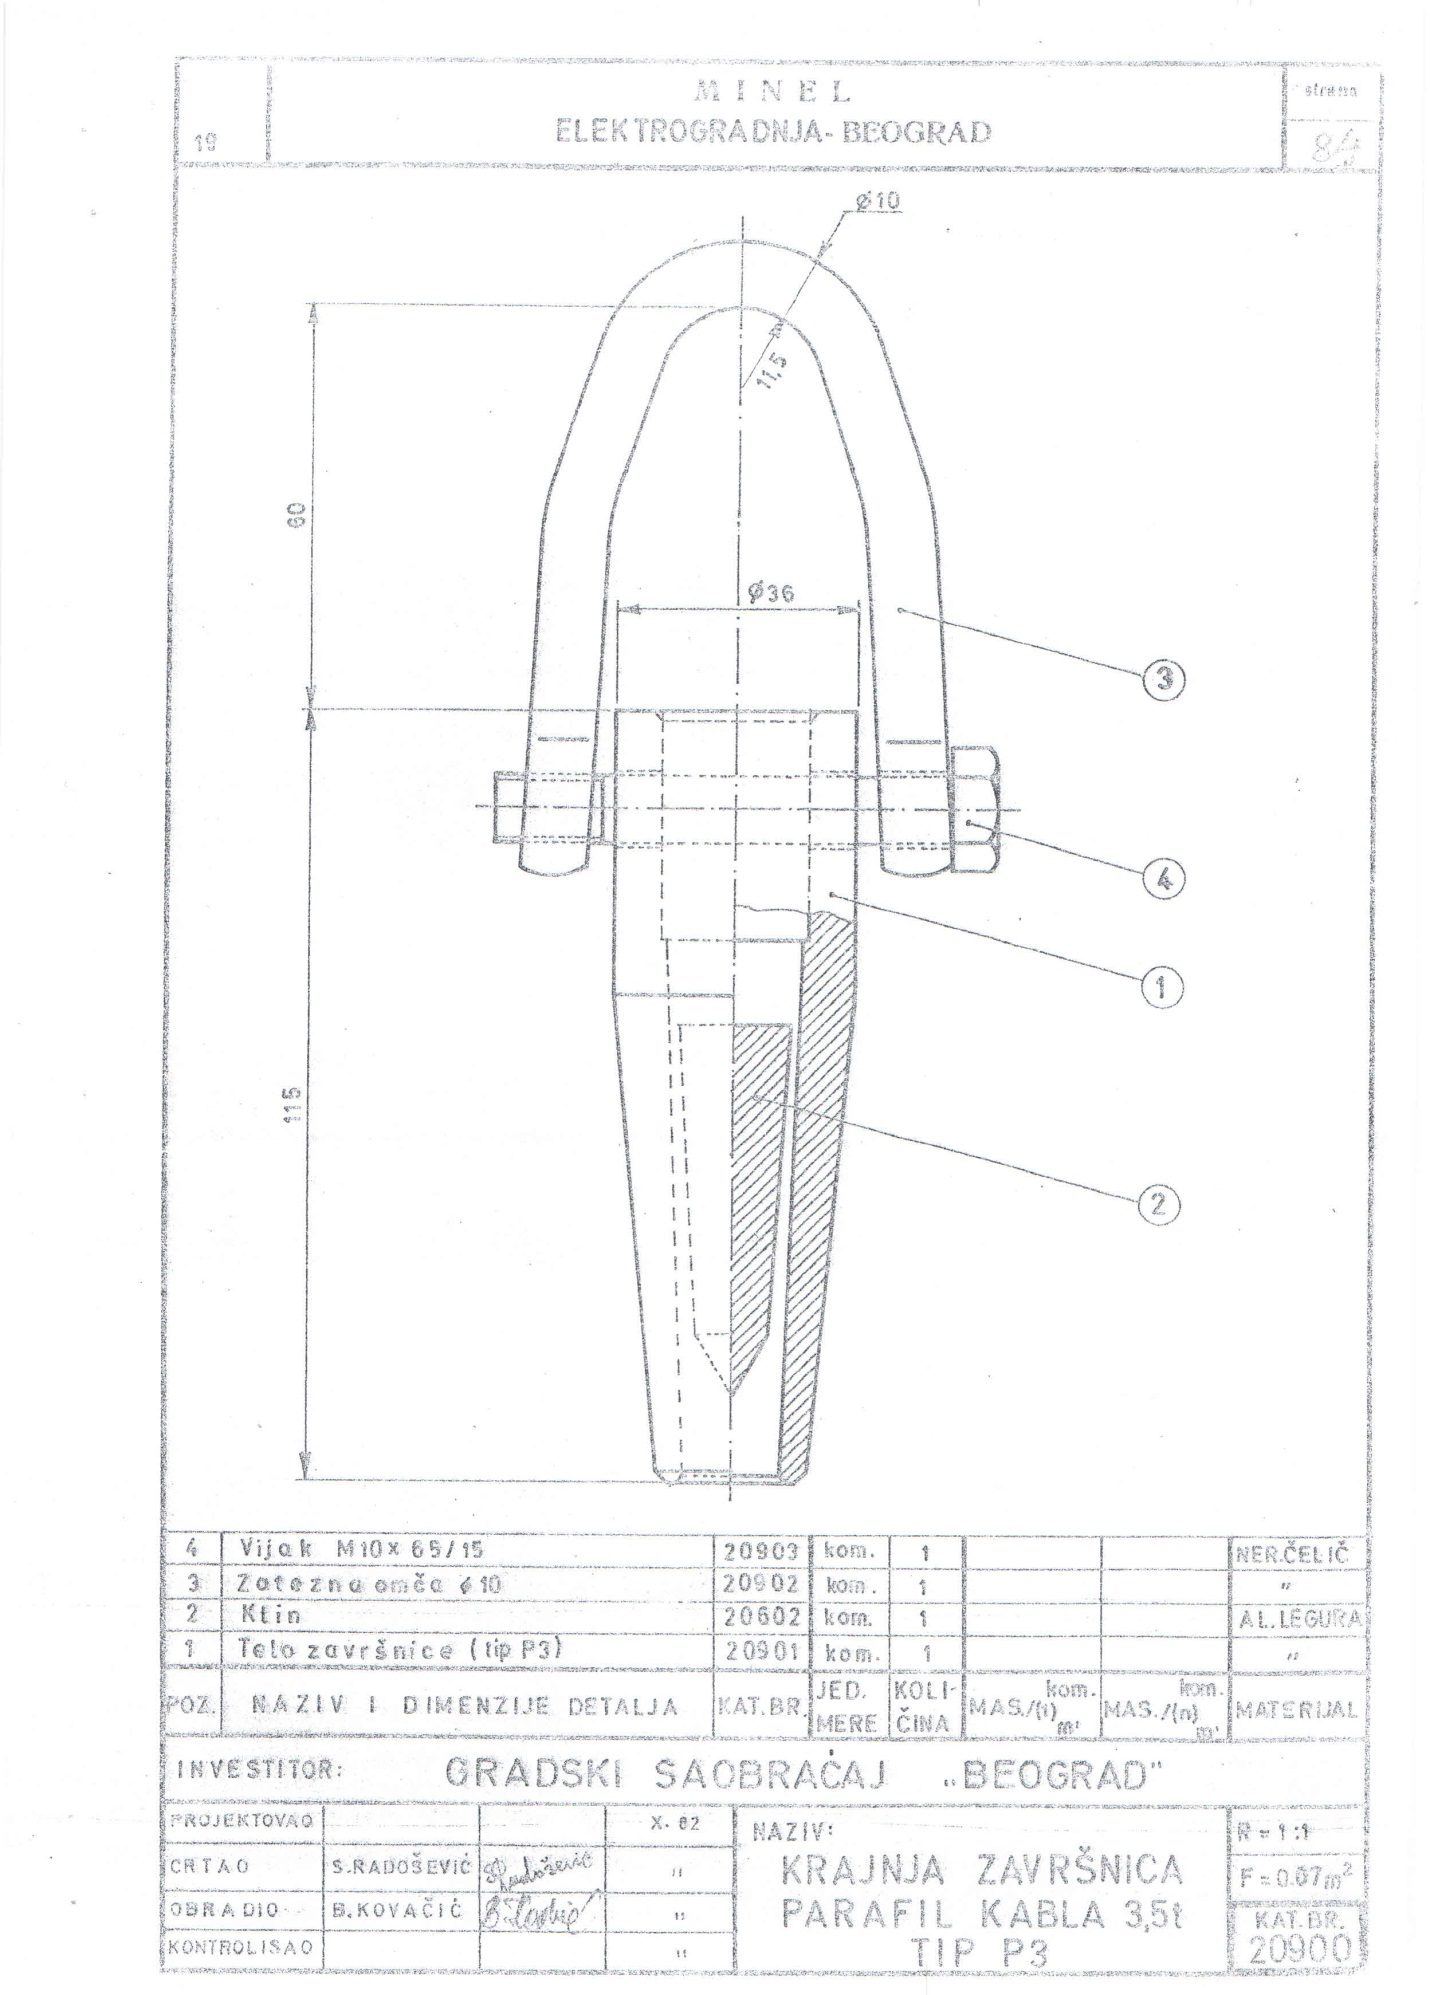 MINEL
ELEKTROGRADNJA-BEOGRAD
strana
19
ø10
11,5
60
ø36
3
4
1
115
2
4 Vijak M10×65/15 20903 kom. 1 NERČELIČ
3 Zatezna omča ø10 20902 kom. 1 "
2 Klin 20602 kom. 1 AL.LEGURA
1 Telo završnice (tip P3) 20901 kom. 1 "
POZ. NAZIV I DIMENZIJE DETALJA KAT.BR. JED. MERE KOLI-ČINA MAS./(1) kom. m' MAS./(n) kom. m' MATERIJAL
INVESTITOR: GRADSKI SAOBRAĆAJ „BEOGRAD"
PROJEKTOVAO X. 82
CRTAO S.RADOŠEVIĆ "
OBRADIO B.KOVAČIĆ "
KONTROLISAO "
NAZIV:
KRAJNJA ZAVRŠNICA
PARAFIL KABLA 3,5t
TIP P3
R=1:1
F=0.07m²
KAT.BR.
20900